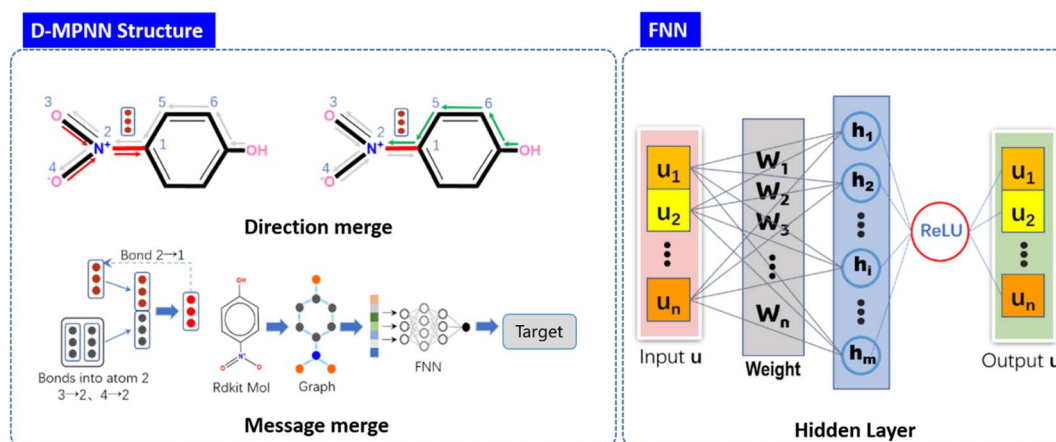 D-MPNN Structure
3
5
6
2
O
N⁺
1
OH
4
⁻O
3
5
6
2
O
N⁺
1
OH
4
⁻O
Direction merge
Bond 2→1
Bonds into atom 2
3→2、4→2
OH
N⁺
O
O⁻
Rdkit Mol
Graph
FNN
Target
Message merge
FNN
u₁
u₂
uₙ
Input u
W₁
W₂
W₃
Wₙ
Weight
h₁
h₂
hᵢ
hₘ
Hidden Layer
ReLU
u₁
u₂
uₙ
Output u